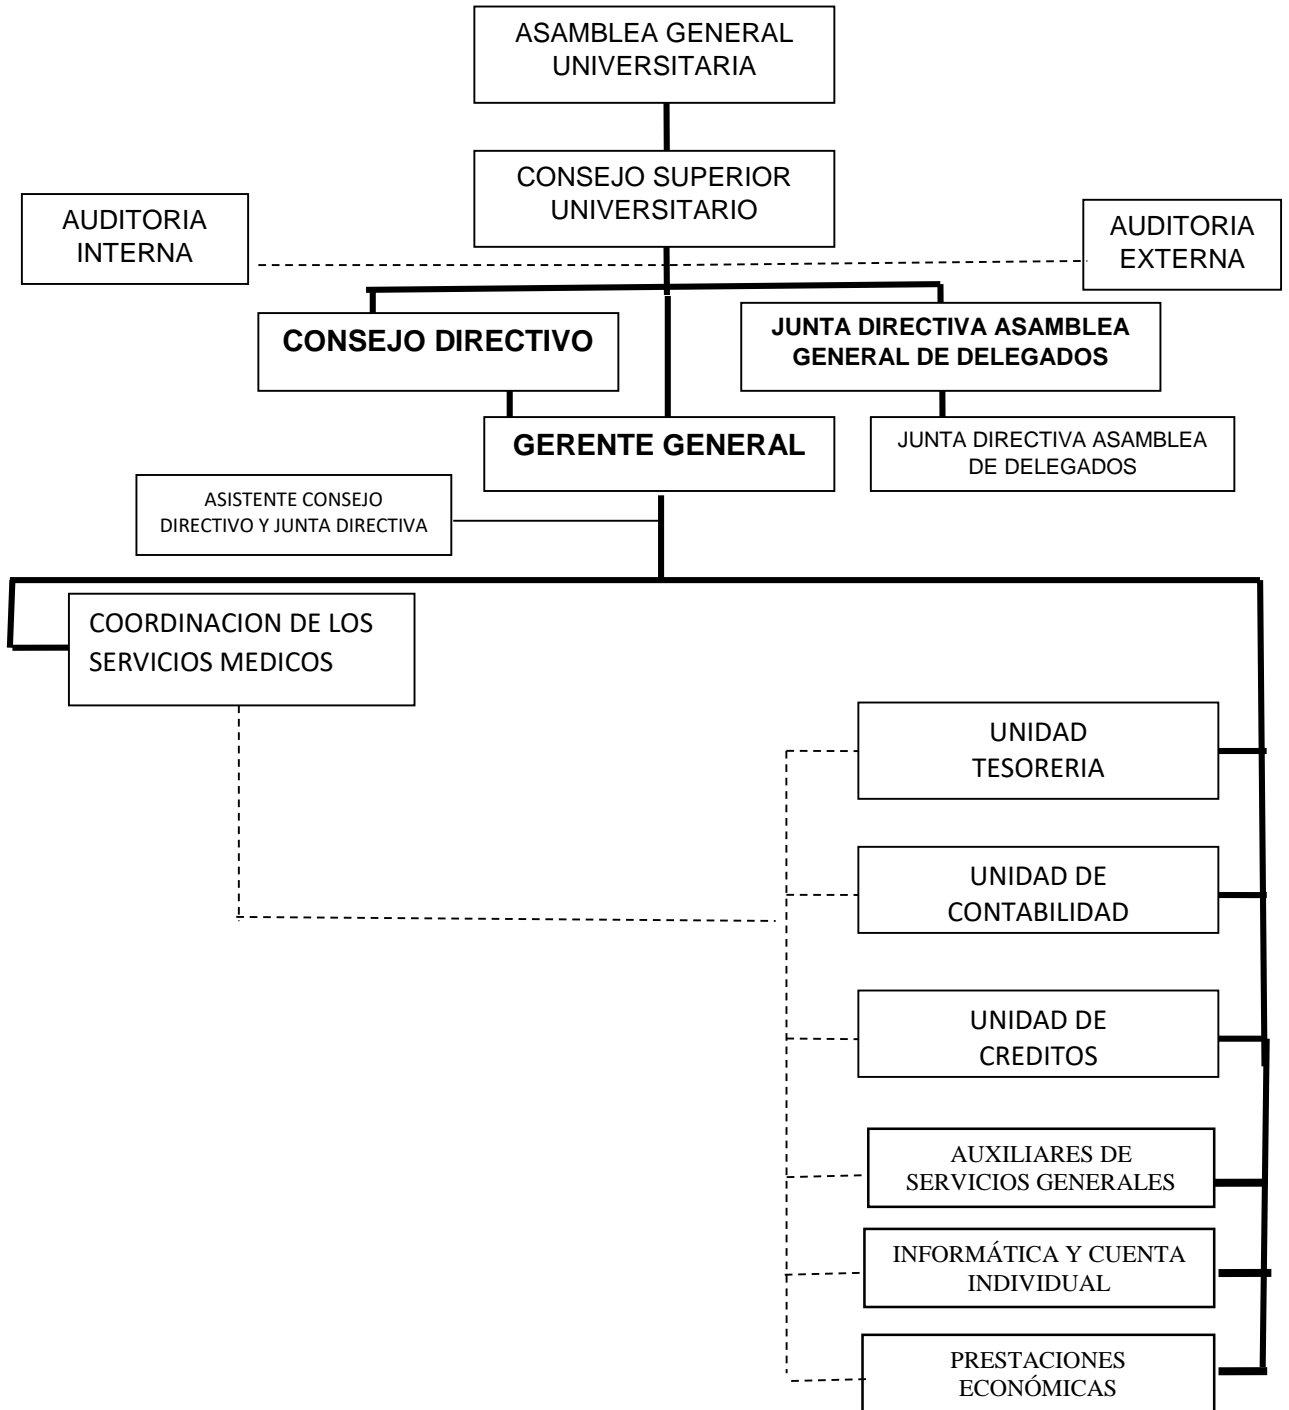 ASAMBLEA GENERAL
UNIVERSITARIA
CONSEJO SUPERIOR
UNIVERSITARIO
AUDITORIA
INTERNA
AUDITORIA
EXTERNA
CONSEJO DIRECTIVO
JUNTA DIRECTIVA ASAMBLEA
GENERAL DE DELEGADOS
GERENTE GENERAL
JUNTA DIRECTIVA ASAMBLEA
DE DELEGADOS
ASISTENTE CONSEJO
DIRECTIVO Y JUNTA DIRECTIVA
COORDINACION DE LOS
SERVICIOS MEDICOS
UNIDAD
TESORERIA
UNIDAD DE
CONTABILIDAD
UNIDAD DE
CREDITOS
AUXILIARES DE
SERVICIOS GENERALES
INFORMÁTICA Y CUENTA
INDIVIDUAL
PRESTACIONES
ECONÓMICAS